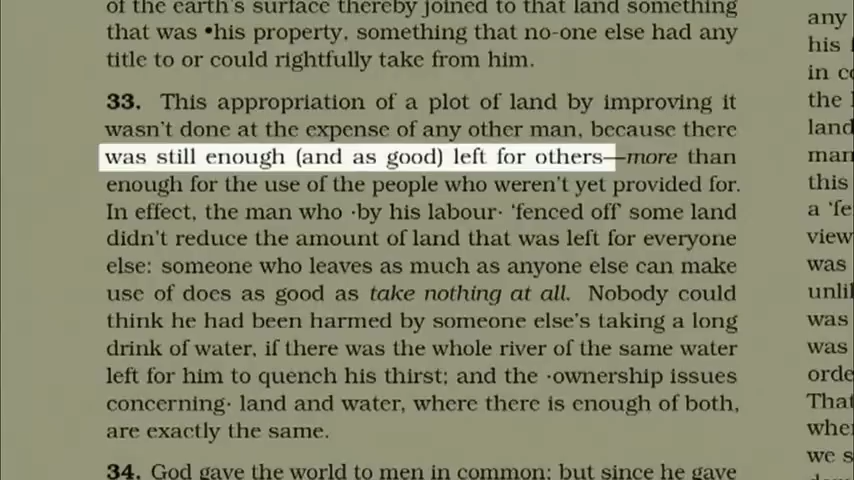 of the earth's surface thereby joined to that land something
that was •his property, something that no-one else had any
title to or could rightfully take from him.
33. This appropriation of a plot of land by improving it
wasn't done at the expense of any other man, because there
was still enough (and as good) left for others—more than
enough for the use of the people who weren't yet provided for.
In effect, the man who ·by his labour· 'fenced off' some land
didn't reduce the amount of land that was left for everyone
else: someone who leaves as much as anyone else can make
use of does as good as take nothing at all. Nobody could
think he had been harmed by someone else's taking a long
drink of water, if there was the whole river of the same water
left for him to quench his thirst; and the ·ownership issues
concerning· land and water, where there is enough of both,
are exactly the same.
34. God gave the world to men in common; but since he gave
any
his
in
the
land
man
this
a 'fe
view
was
unli
was
was
orde
That
when
we s